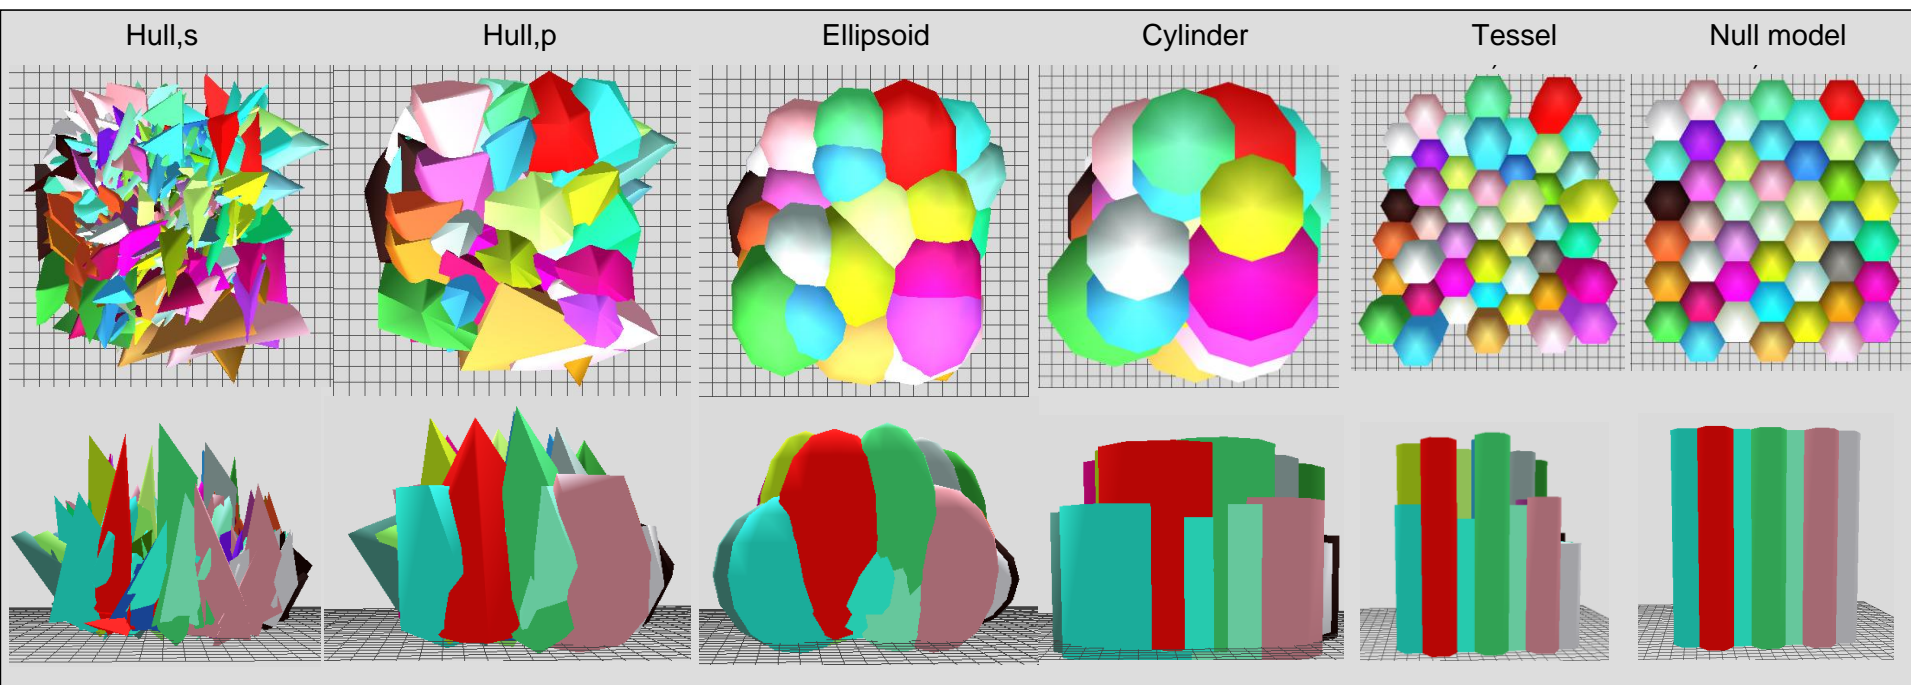 Hull,s
Hull,p
Ellipsoid
Cylinder
Tessel
Null model